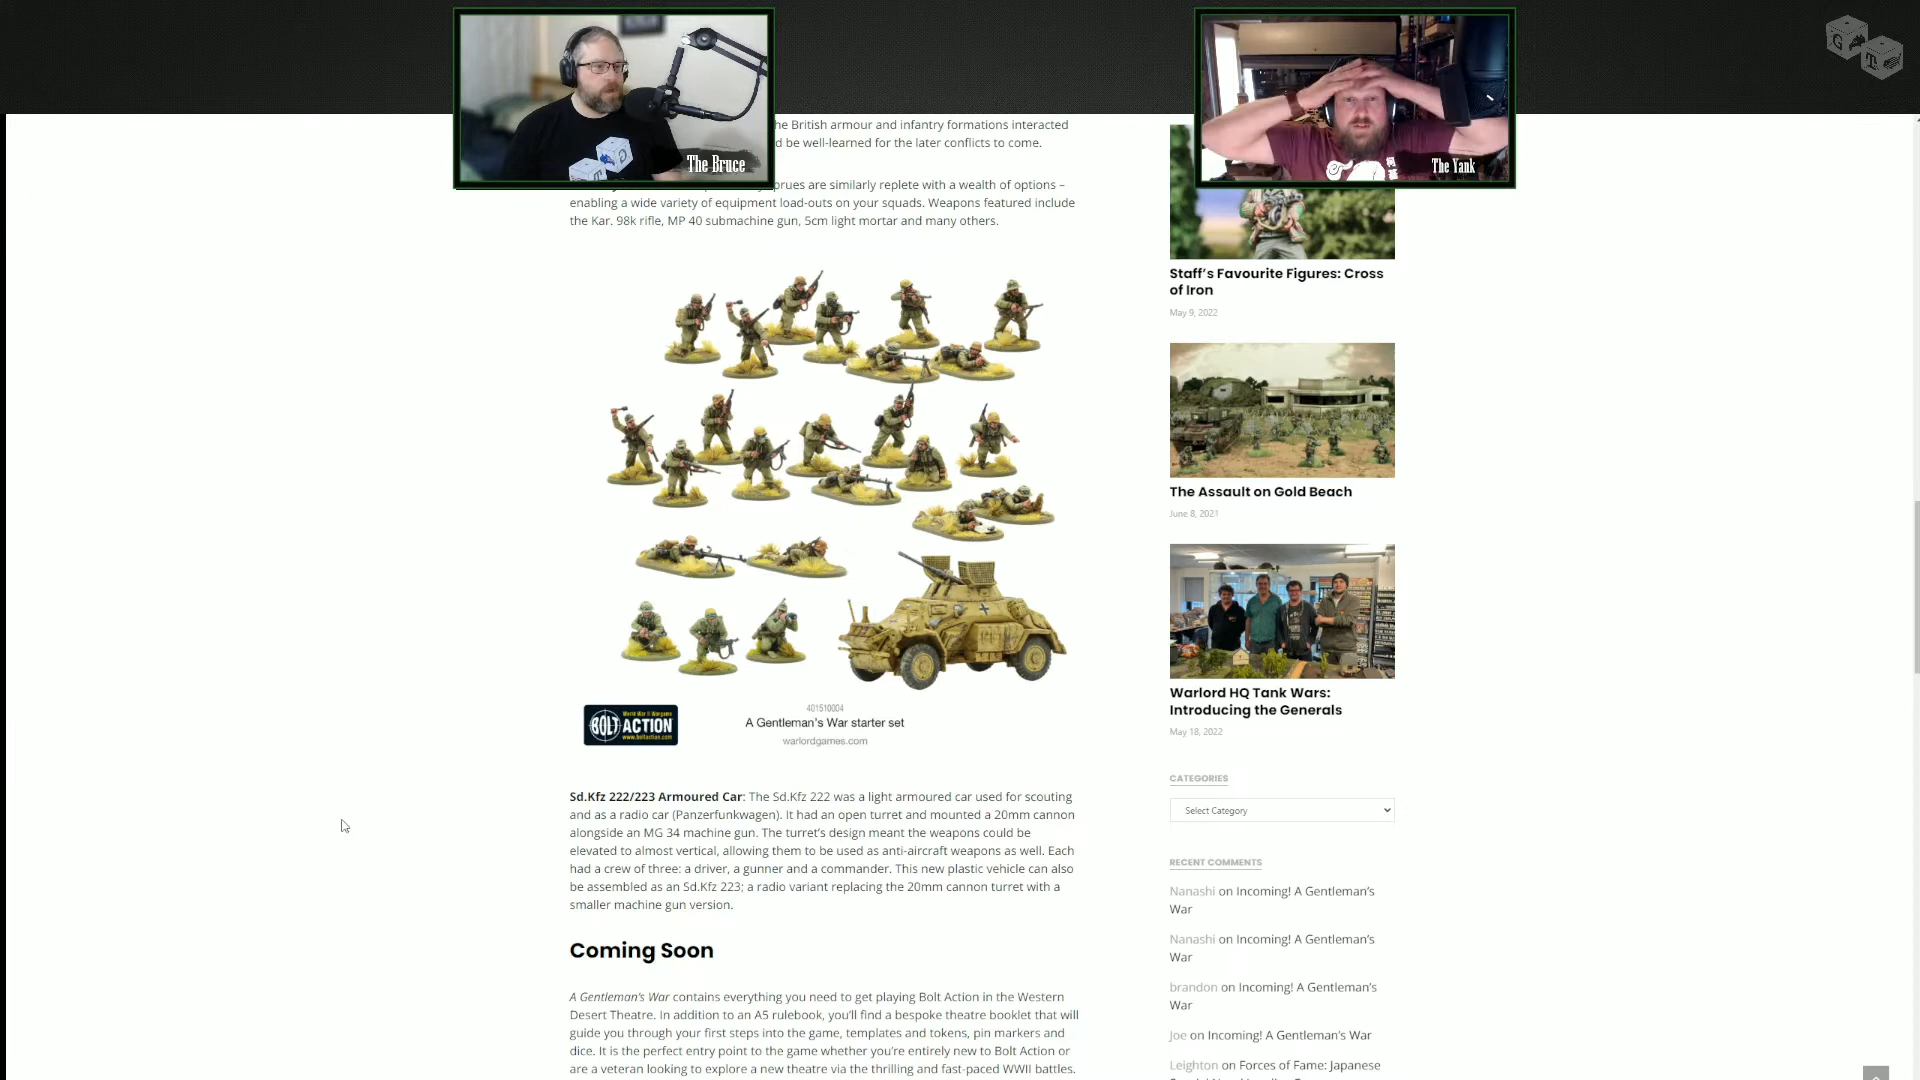 The Bruce
The Yank
G
T
he British armour and infantry formations interacted
d be well-learned for the later conflicts to come.
prues are similarly replete with a wealth of options –
enabling a wide variety of equipment load-outs on your squads. Weapons featured include
the Kar. 98k rifle, MP 40 submachine gun, 5cm light mortar and many others.
BOLT ACTION
World War II Wargame
www.boltaction.com
401510004
A Gentleman's War starter set
warlordgames.com
Sd.Kfz 222/223 Armoured Car: The Sd.Kfz 222 was a light armoured car used for scouting
and as a radio car (Panzerfunkwagen). It had an open turret and mounted a 20mm cannon
alongside an MG 34 machine gun. The turret's design meant the weapons could be
elevated to almost vertical, allowing them to be used as anti-aircraft weapons as well. Each
had a crew of three: a driver, a gunner and a commander. This new plastic vehicle can also
be assembled as an Sd.Kfz 223; a radio variant replacing the 20mm cannon turret with a
smaller machine gun version.
Coming Soon
A Gentleman's War contains everything you need to get playing Bolt Action in the Western
Desert Theatre. In addition to an A5 rulebook, you'll find a bespoke theatre booklet that will
guide you through your first steps into the game, templates and tokens, pin markers and
dice. It is the perfect entry point to the game whether you're entirely new to Bolt Action or
are a veteran looking to explore a new theatre via the thrilling and fast-paced WWII battles.
Staff's Favourite Figures: Cross
of Iron
May 9, 2022
The Assault on Gold Beach
June 8, 2021
Warlord HQ Tank Wars:
Introducing the Generals
May 18, 2022
CATEGORIES
Select Category
RECENT COMMENTS
Nanashi on Incoming! A Gentleman's
War
Nanashi on Incoming! A Gentleman's
War
brandon on Incoming! A Gentleman's
War
Joe on Incoming! A Gentleman's War
Leighton on Forces of Fame: Japanese